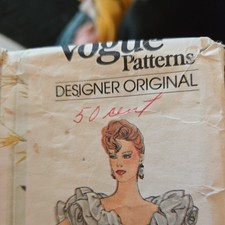 Vogue
Patterns
DESIGNER ORIGINAL
50 cent